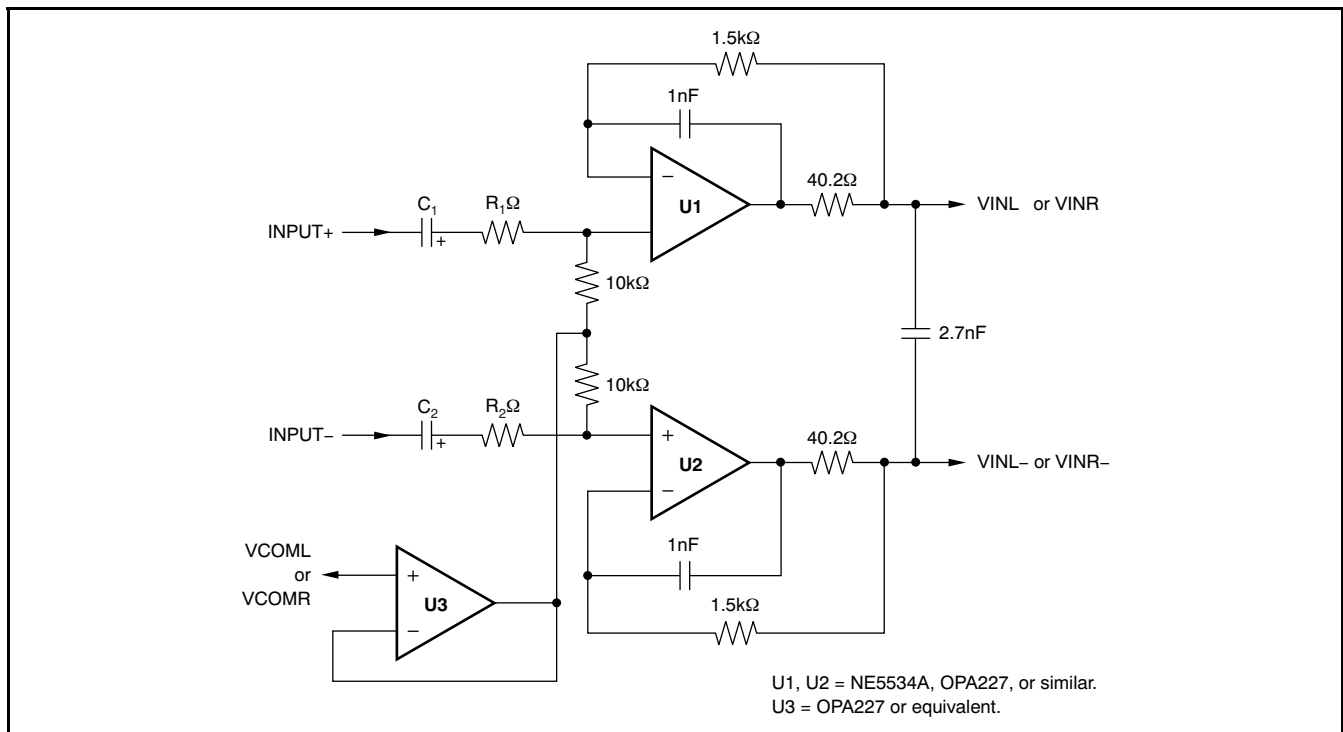 1.5kΩ
1nF
−
U1
40.2Ω
VINL or VINR
C1
+
R1Ω
INPUT+
10kΩ
2.7nF
10kΩ
C2
+
R2Ω
INPUT−
+
U2
−
40.2Ω
VINL− or VINR−
1nF
1.5kΩ
VCOML
or
VCOMR
+
U3
−
U1, U2 = NE5534A, OPA227, or similar.
U3 = OPA227 or equivalent.